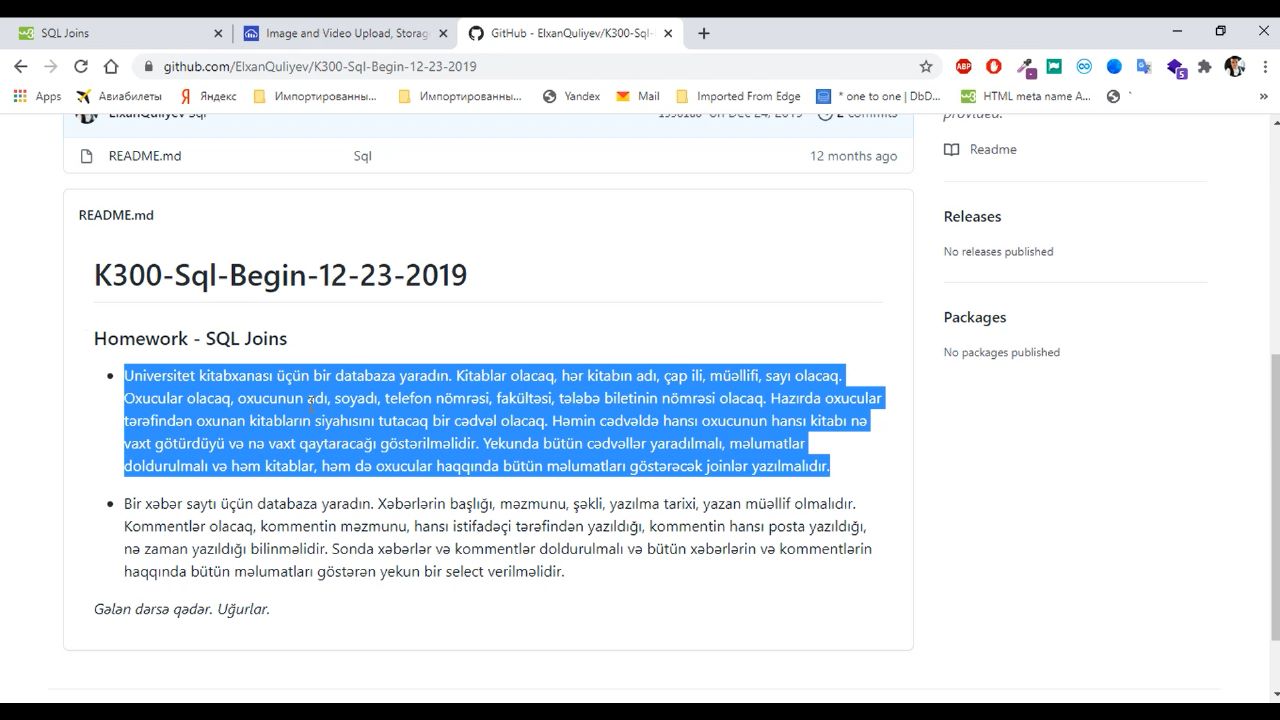 SQL Joins
Image and Video Upload, Storag
GitHub - ElxanQuliyev/K300-Sql-
github.com/ElxanQuliyev/K300-Sql-Begin-12-23-2019
ABP
5
Apps
Авиабилеты
Яндекс
Импортированны...
Импортированны...
Yandex
Mail
Imported From Edge
* one to one | DbD...
HTML meta name A...
»
ElxanQuliyev Sql
on Dec 24, 2019
2 commits
provided.
README.md
Sql
12 months ago
Readme
README.md
Releases
No releases published
K300-Sql-Begin-12-23-2019
Packages
No packages published
Homework - SQL Joins
Universitet kitabxanası üçün bir databaza yaradın. Kitablar olacaq, hər kitabın adı, çap ili, müəllifi, sayı olacaq.
Oxucular olacaq, oxucunun adı, soyadı, telefon nömrəsi, fakültəsi, tələbə biletinin nömrəsi olacaq. Hazırda oxucular
tərəfindən oxunan kitabların siyahısını tutacaq bir cədvəl olacaq. Həmin cədvəldə hansı oxucunun hansı kitabı nə
vaxt götürdüyü və nə vaxt qaytaracağı göstərilməlidir. Yekunda bütün cədvəllər yaradılmalı, məlumatlar
doldurulmalı və həm kitablar, həm də oxucular haqqında bütün məlumatları göstərəcək joinlər yazılmalıdır.
Bir xəbər saytı üçün databaza yaradın. Xəbərlərin başlığı, məzmunu, şəkli, yazılma tarixi, yazan müəllif olmalıdır.
Kommentlər olacaq, kommentin məzmunu, hansı istifadəçi tərəfindən yazıldığı, kommentin hansı posta yazıldığı,
nə zaman yazıldığı bilinməlidir. Sonda xəbərlər və kommentlər doldurulmalı və bütün xəbərlərin və kommentlərin
haqqında bütün məlumatları göstərən yekun bir select verilməlidir.
Gələn dərsə qədər. Uğurlar.